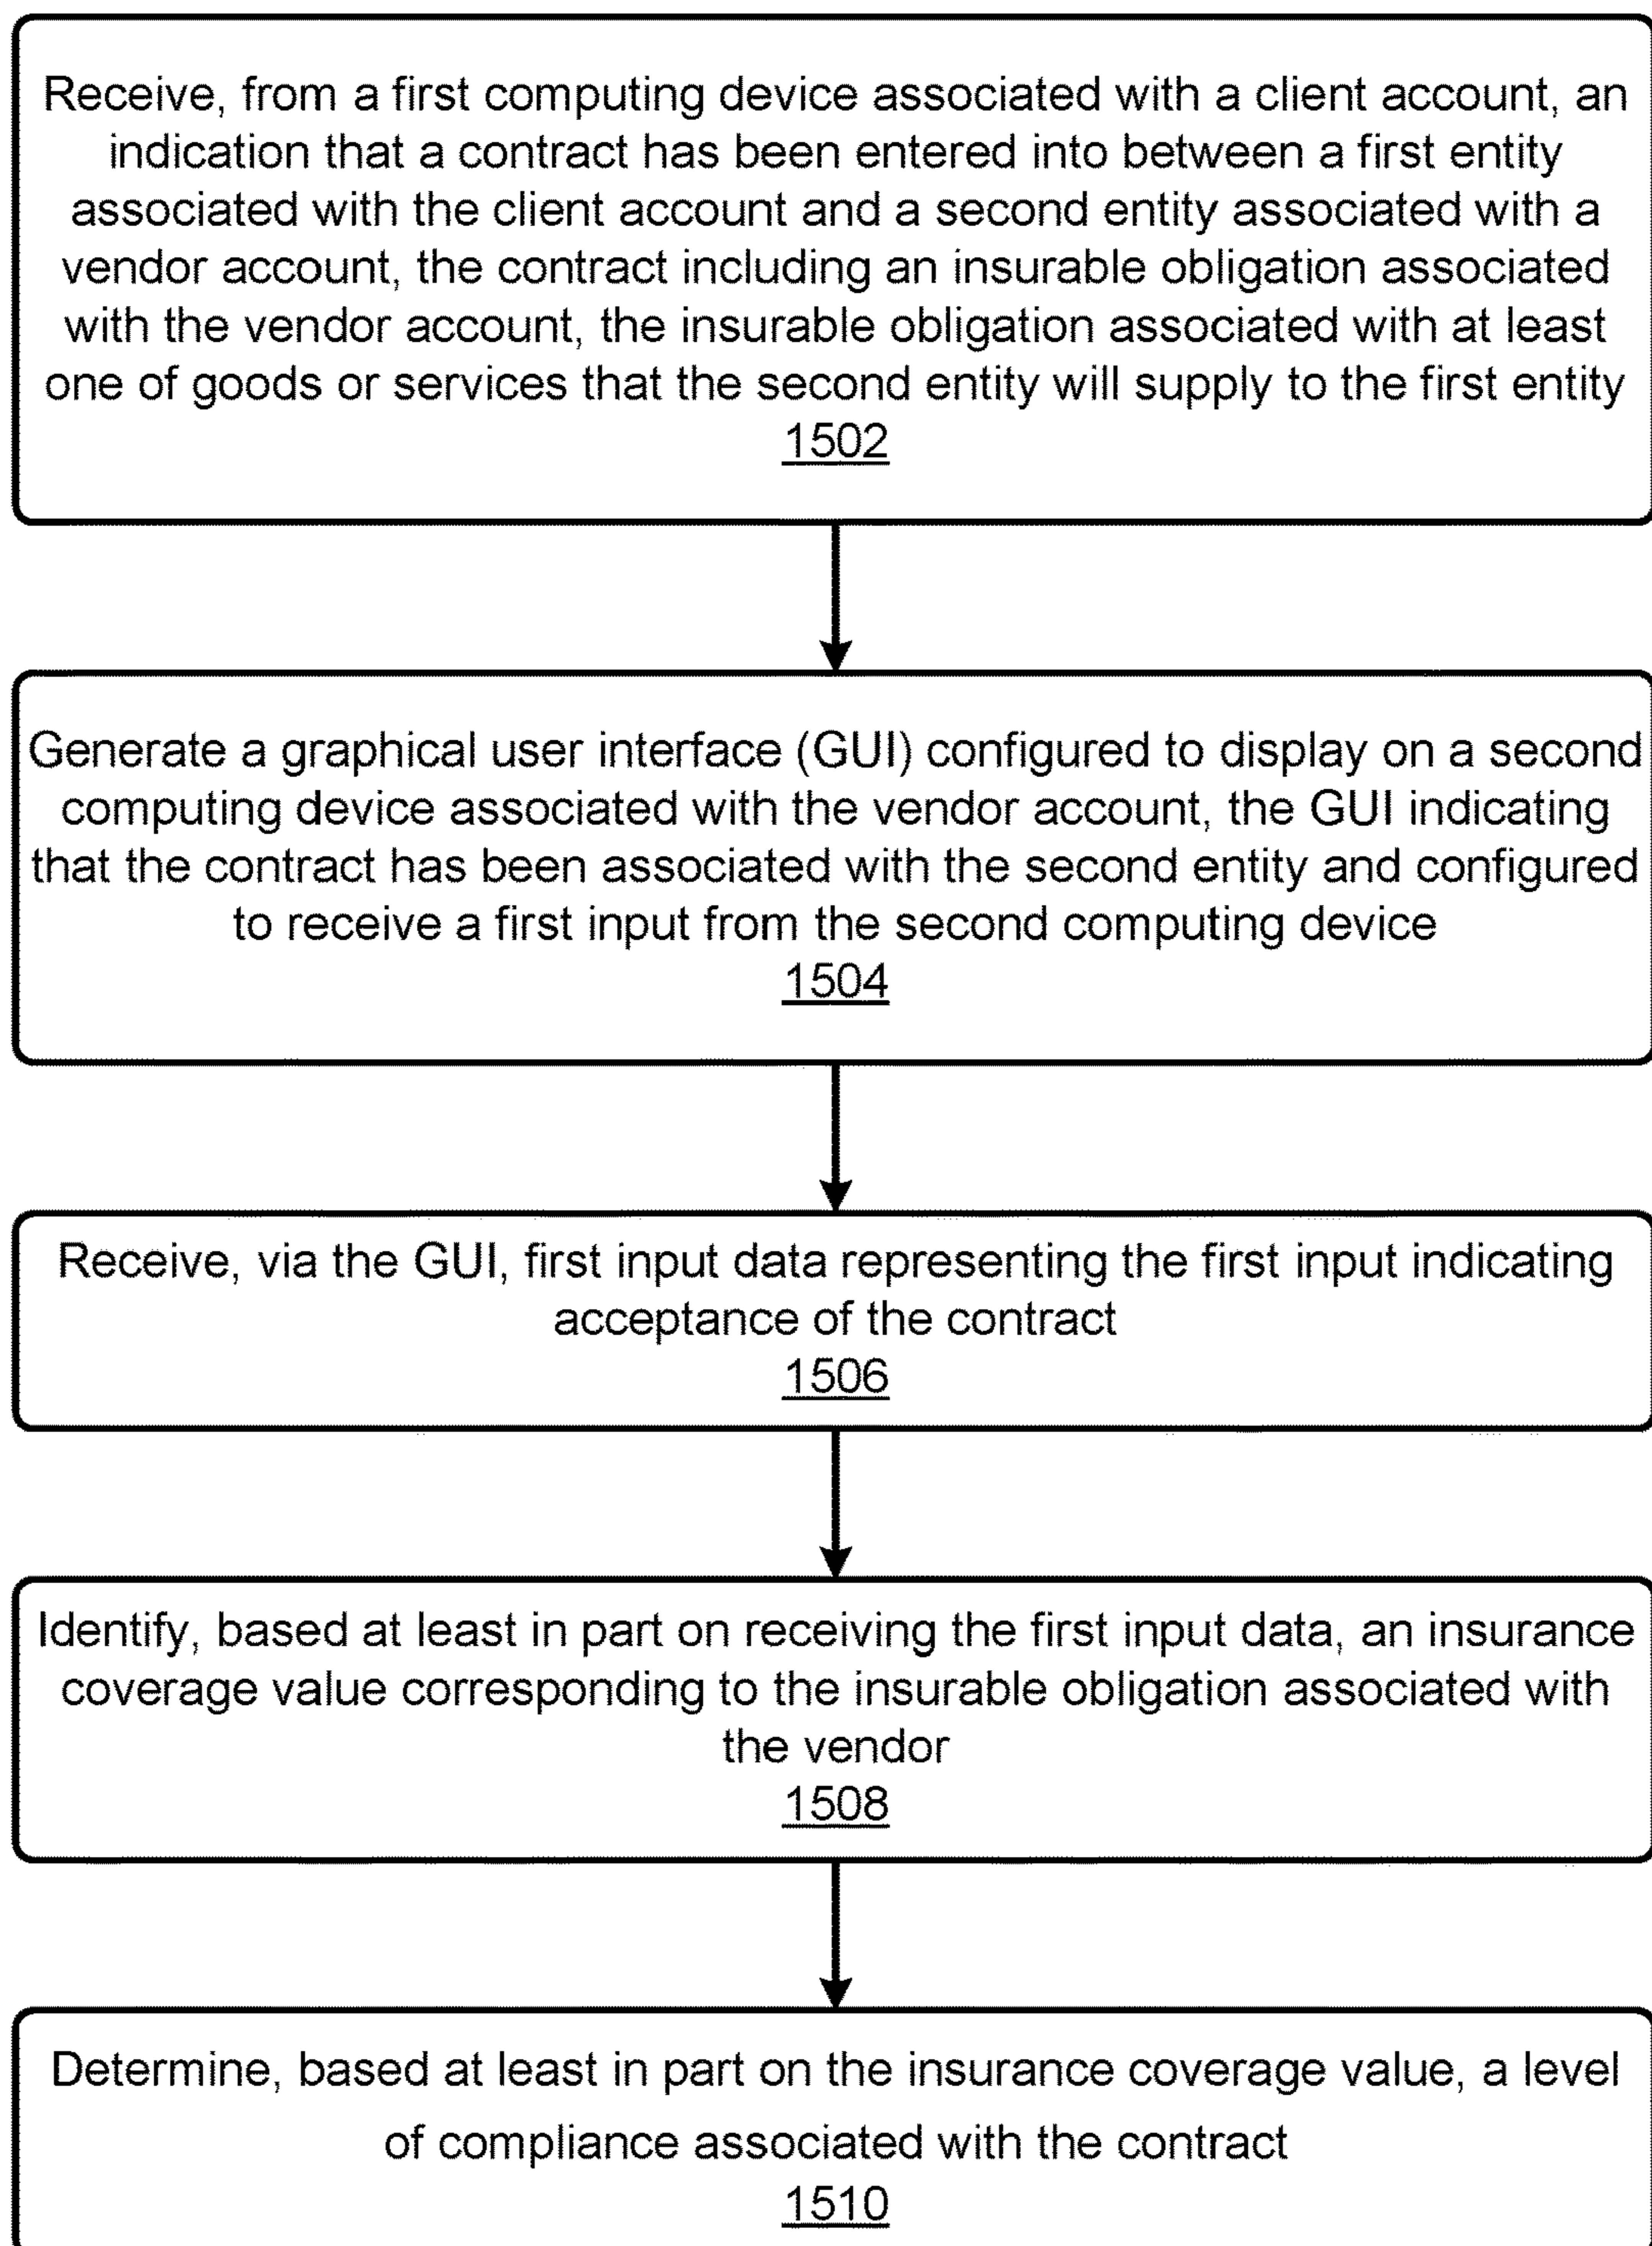 Receive, from a first computing device associated with a client account, an
indication that a contract has been entered into between a first entity
associated with the client account and a second entity associated with a
vendor account, the contract including an insurable obligation associated
with the vendor account, the insurable obligation associated with at least
one of goods or services that the second entity will supply to the first entity
1502
Generate a graphical user interface (GUI) configured to display on a second
computing device associated with the vendor account, the GUI indicating
that the contract has been associated with the second entity and configured
to receive a first input from the second computing device
1504
Receive, via the GUI, first input data representing the first input indicating
acceptance of the contract
1506
Identify, based at least in part on receiving the first input data, an insurance
coverage value corresponding to the insurable obligation associated with
the vendor
1508
Determine, based at least in part on the insurance coverage value, a level
of compliance associated with the contract
1510